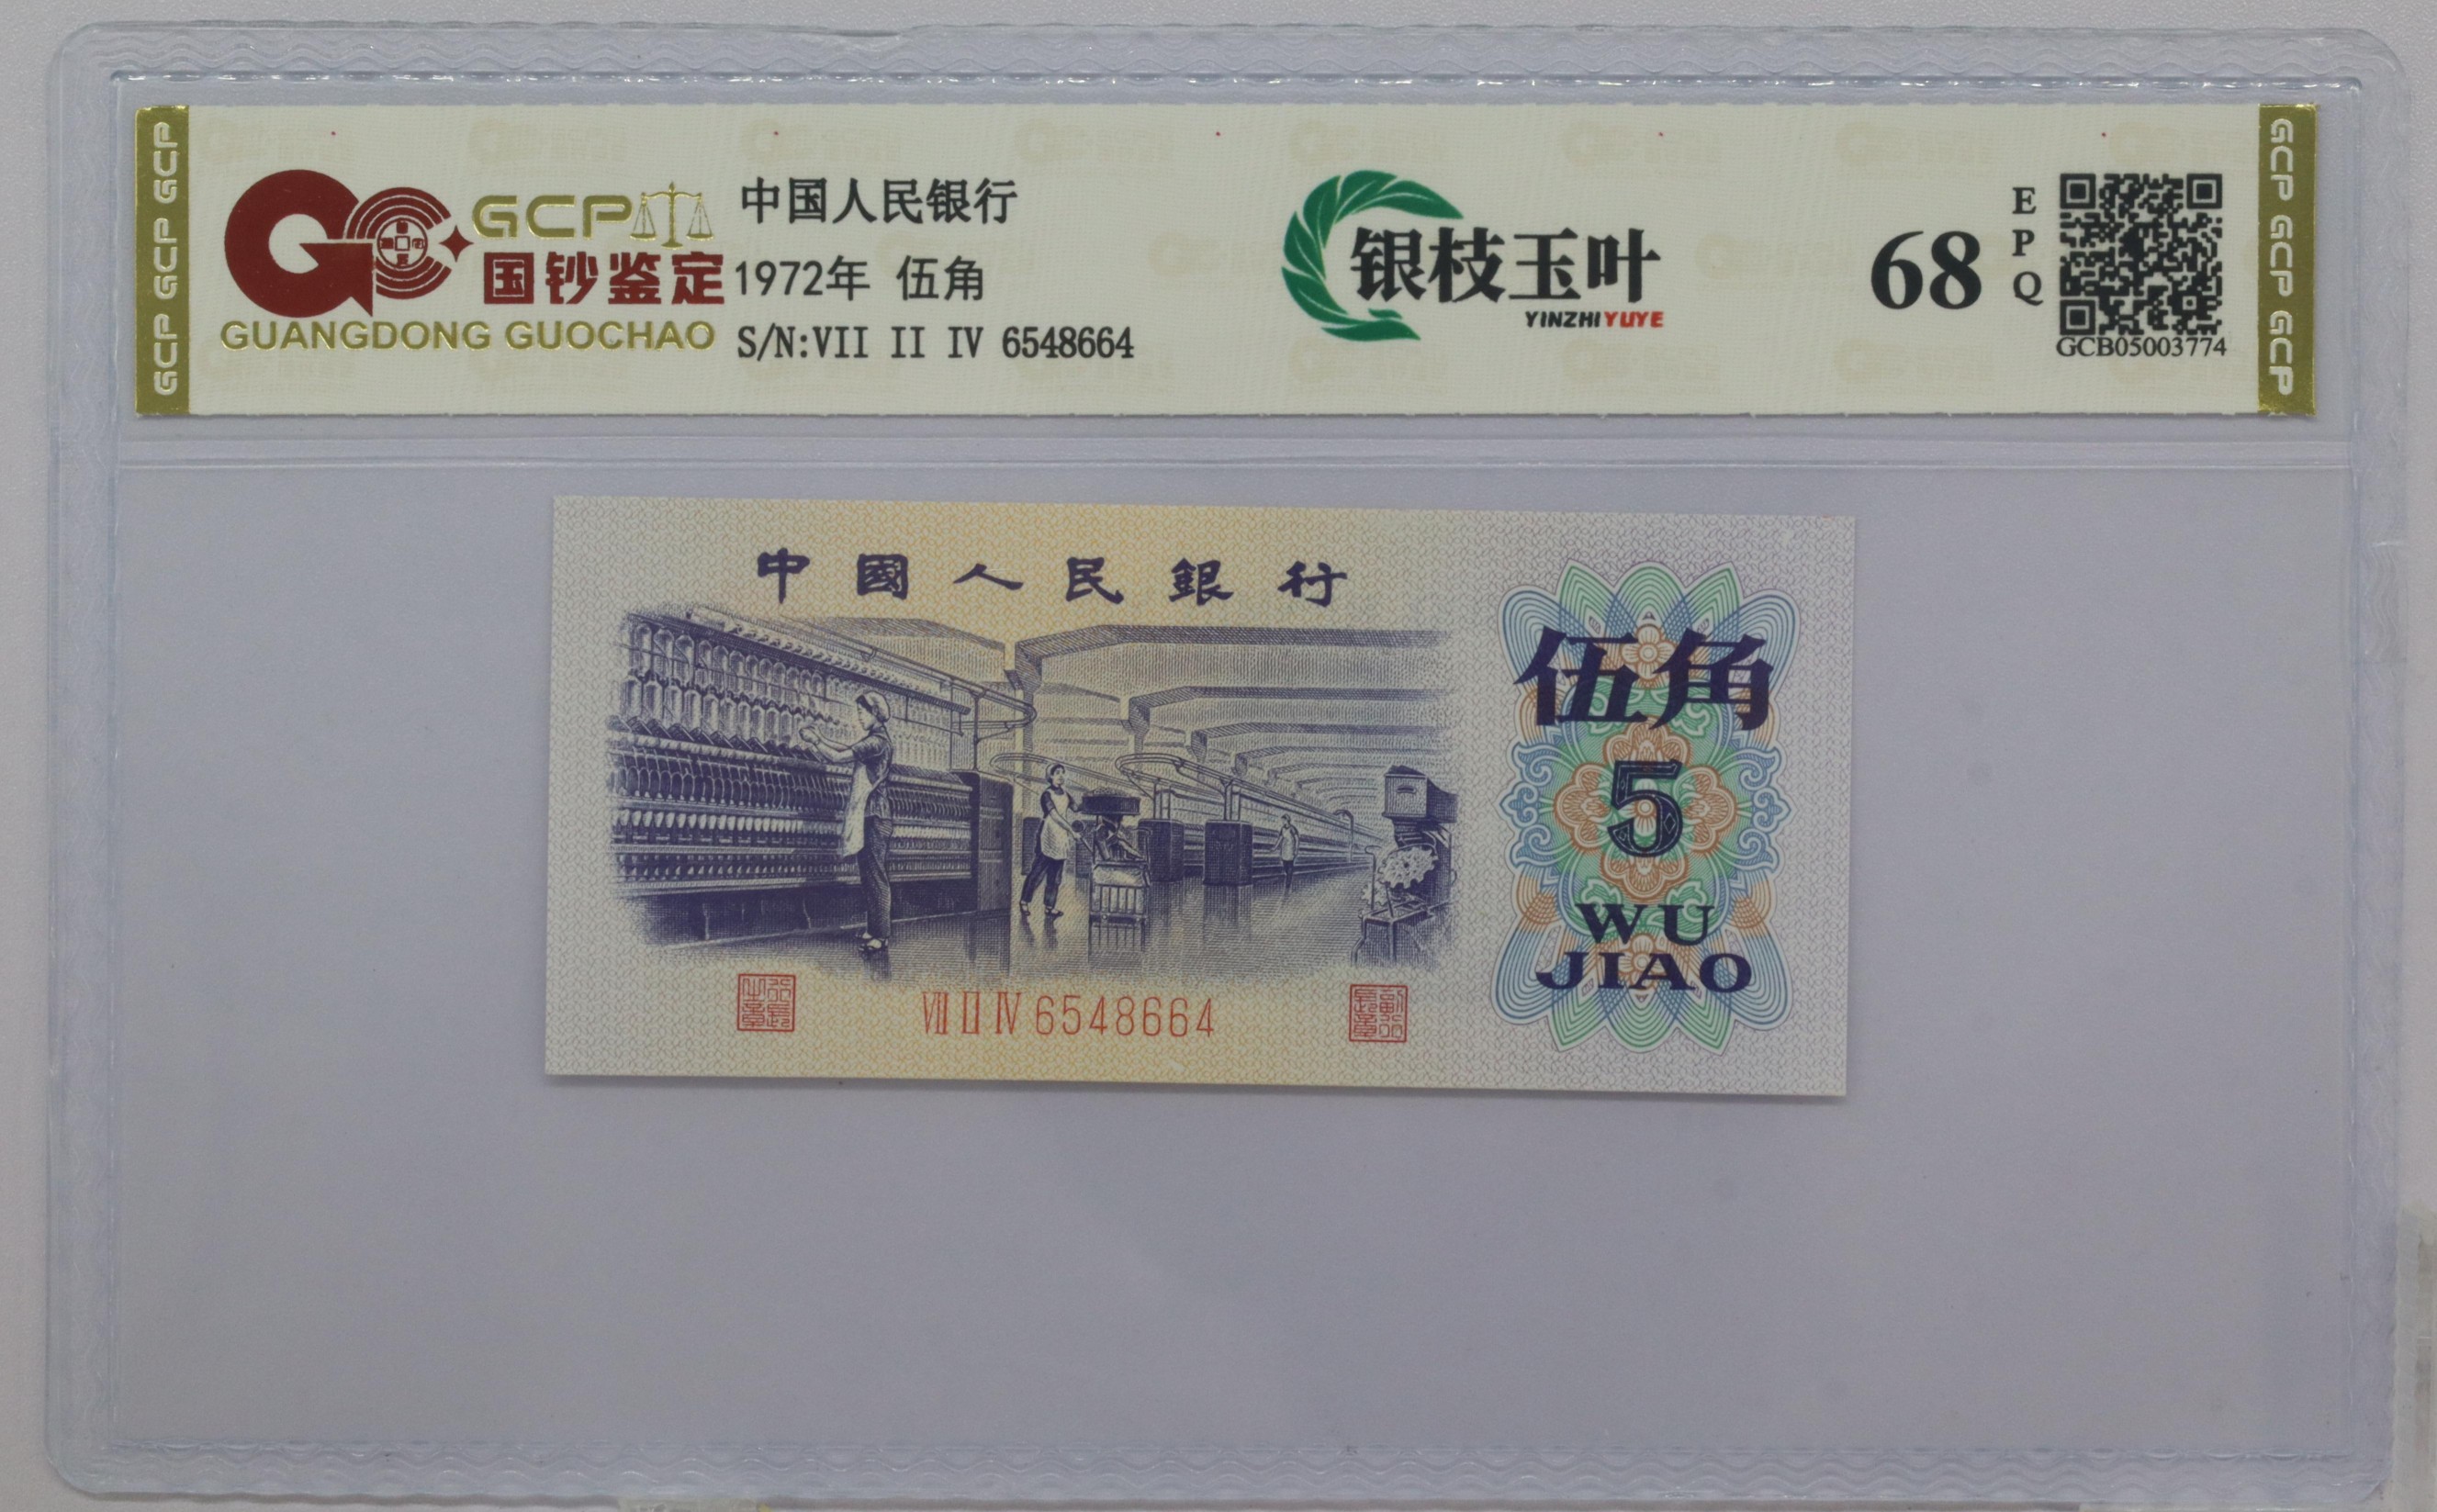 GCP GCP GCP
GCP
国钞鉴定
GUANGDONG GUOCHAO
中国人民银行
1972年 伍角
S/N:VII II IV 6548664
银枝玉叶
YINZHIYUYE
68
EPQ
GCB05003774
GCP GCP GCP
中國人民銀行
伍角
5
WU
JIAO
VII II IV 6548664